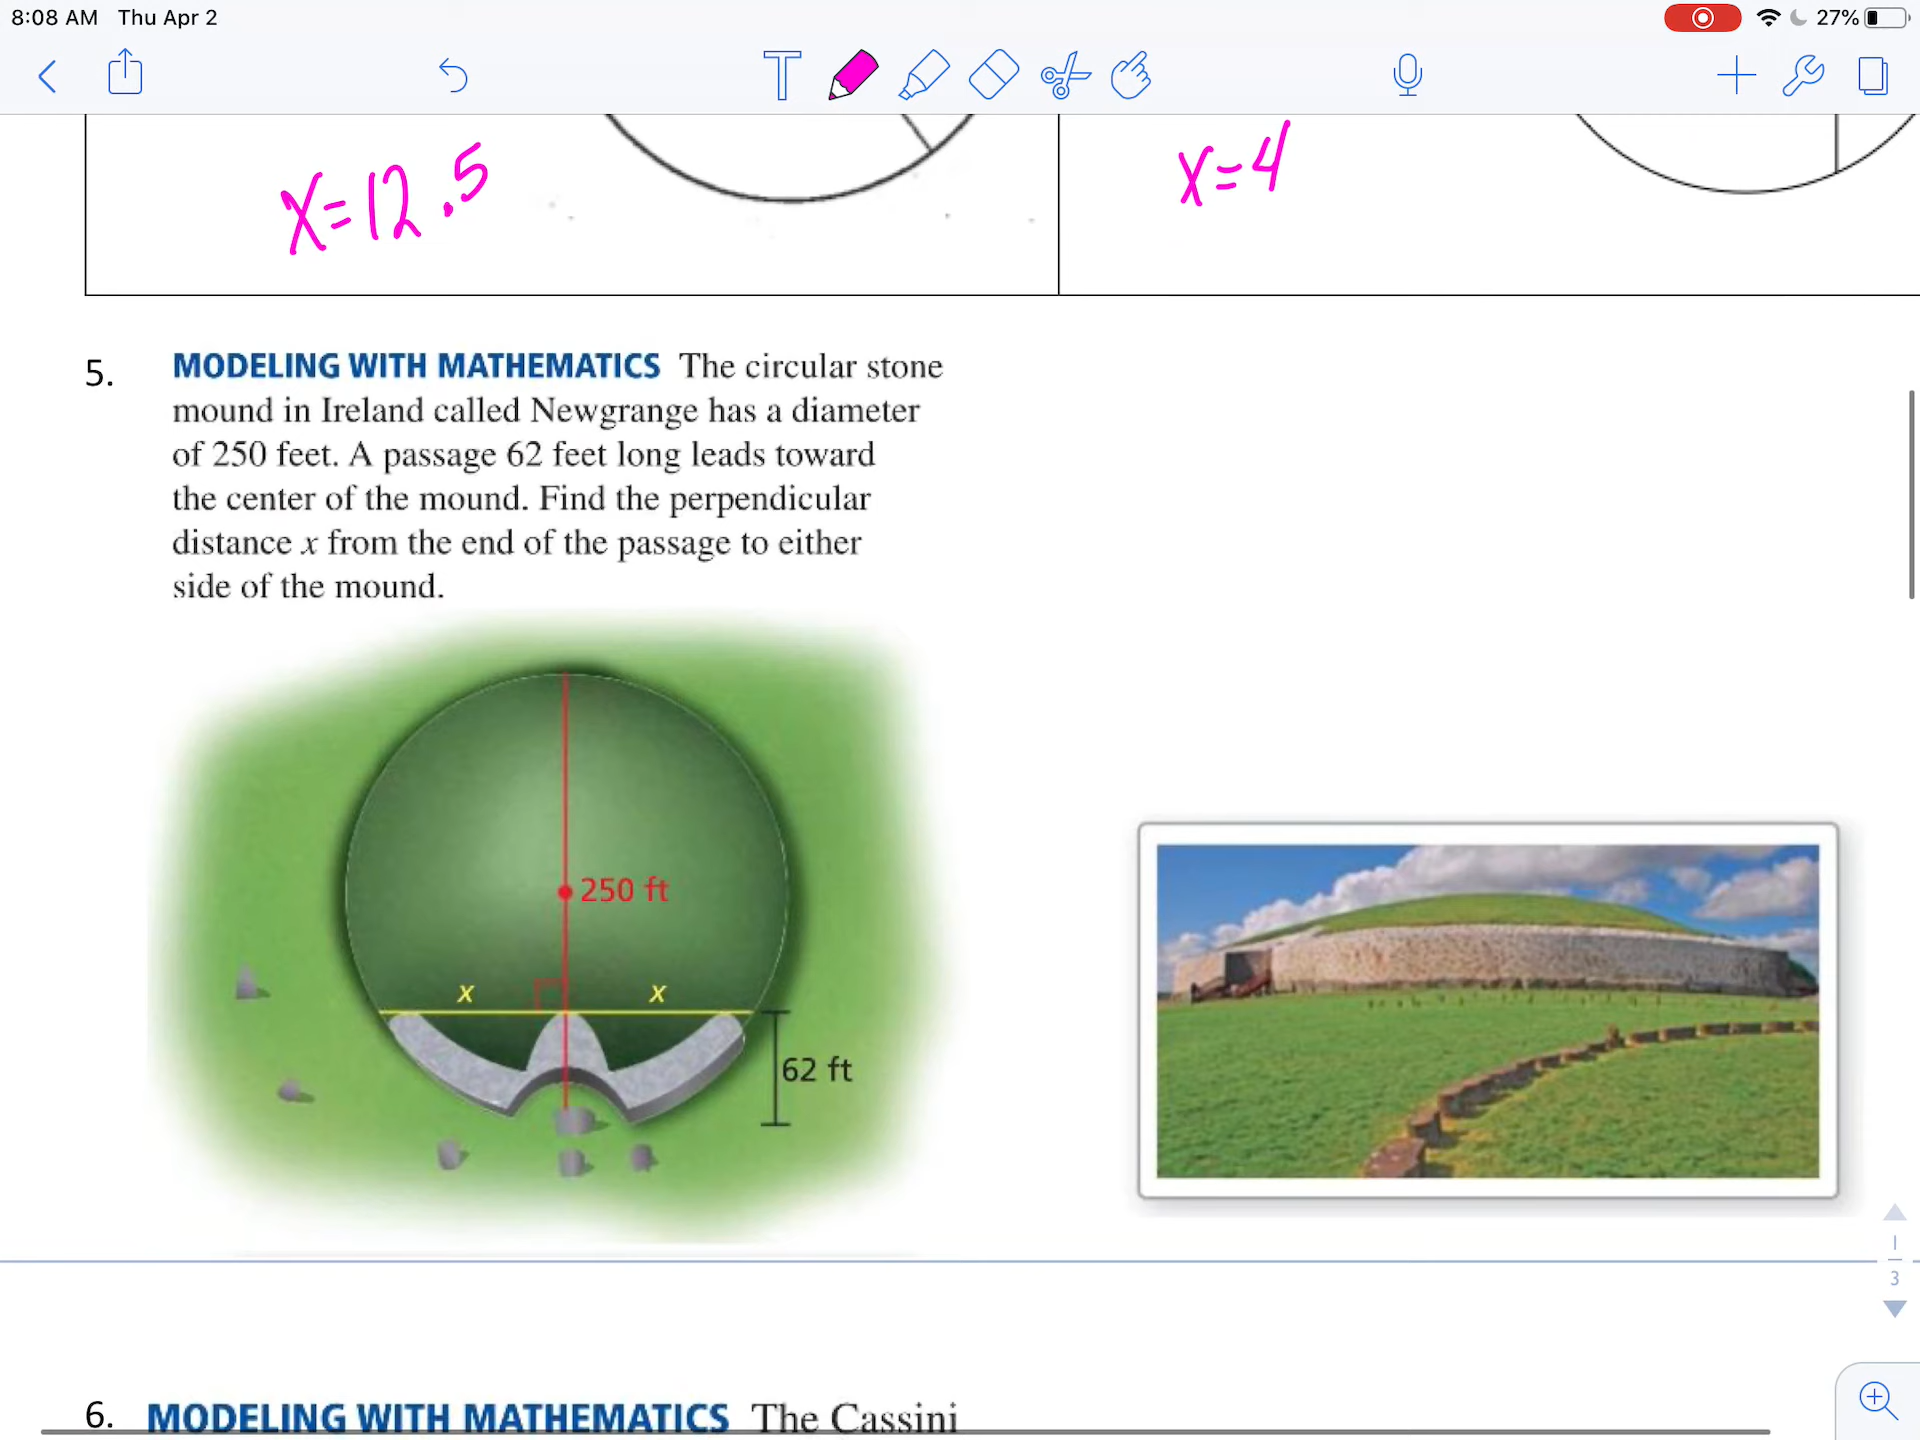 8:08 AM Thu Apr 2
27%
T
x=12.5
x=4
5. MODELING WITH MATHEMATICS The circular stone
mound in Ireland called Newgrange has a diameter
of 250 feet. A passage 62 feet long leads toward
the center of the mound. Find the perpendicular
distance x from the end of the passage to either
side of the mound.
250 ft
x x
62 ft
1
3
6. MODELING WITH MATHEMATICS The Cassini